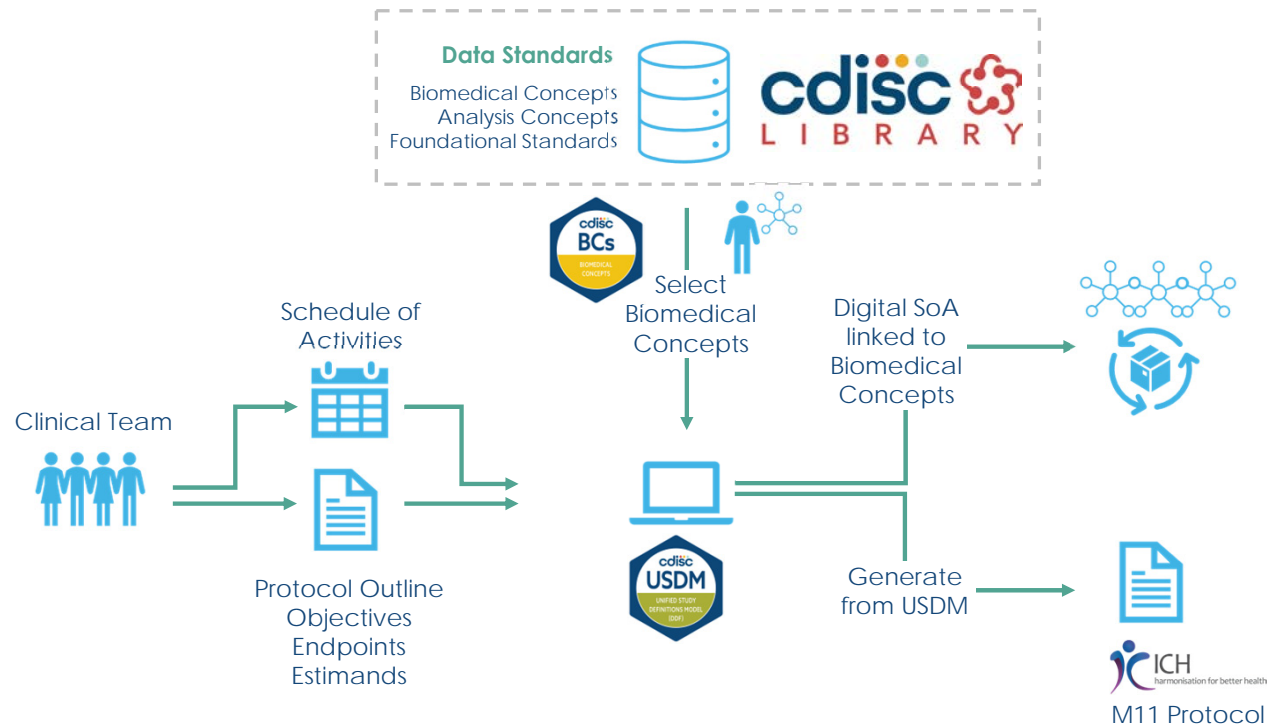 Data Standards
Biomedical Concepts
Analysis Concepts
Foundational Standards
cdisc
LIBRARY
cdisc
BCs
BIOMEDICAL
CONCEPTS
Select
Biomedical
Concepts
Schedule of
Activities
Digital SoA
linked to
Biomedical
Concepts
Clinical Team
Protocol Outline
Objectives
Endpoints
Estimands
cdisc
USDM
UNIFIED STUDY
DEFINITIONS MODEL
(DDF)
Generate
from USDM
ICH
harmonisation for better health
M11 Protocol